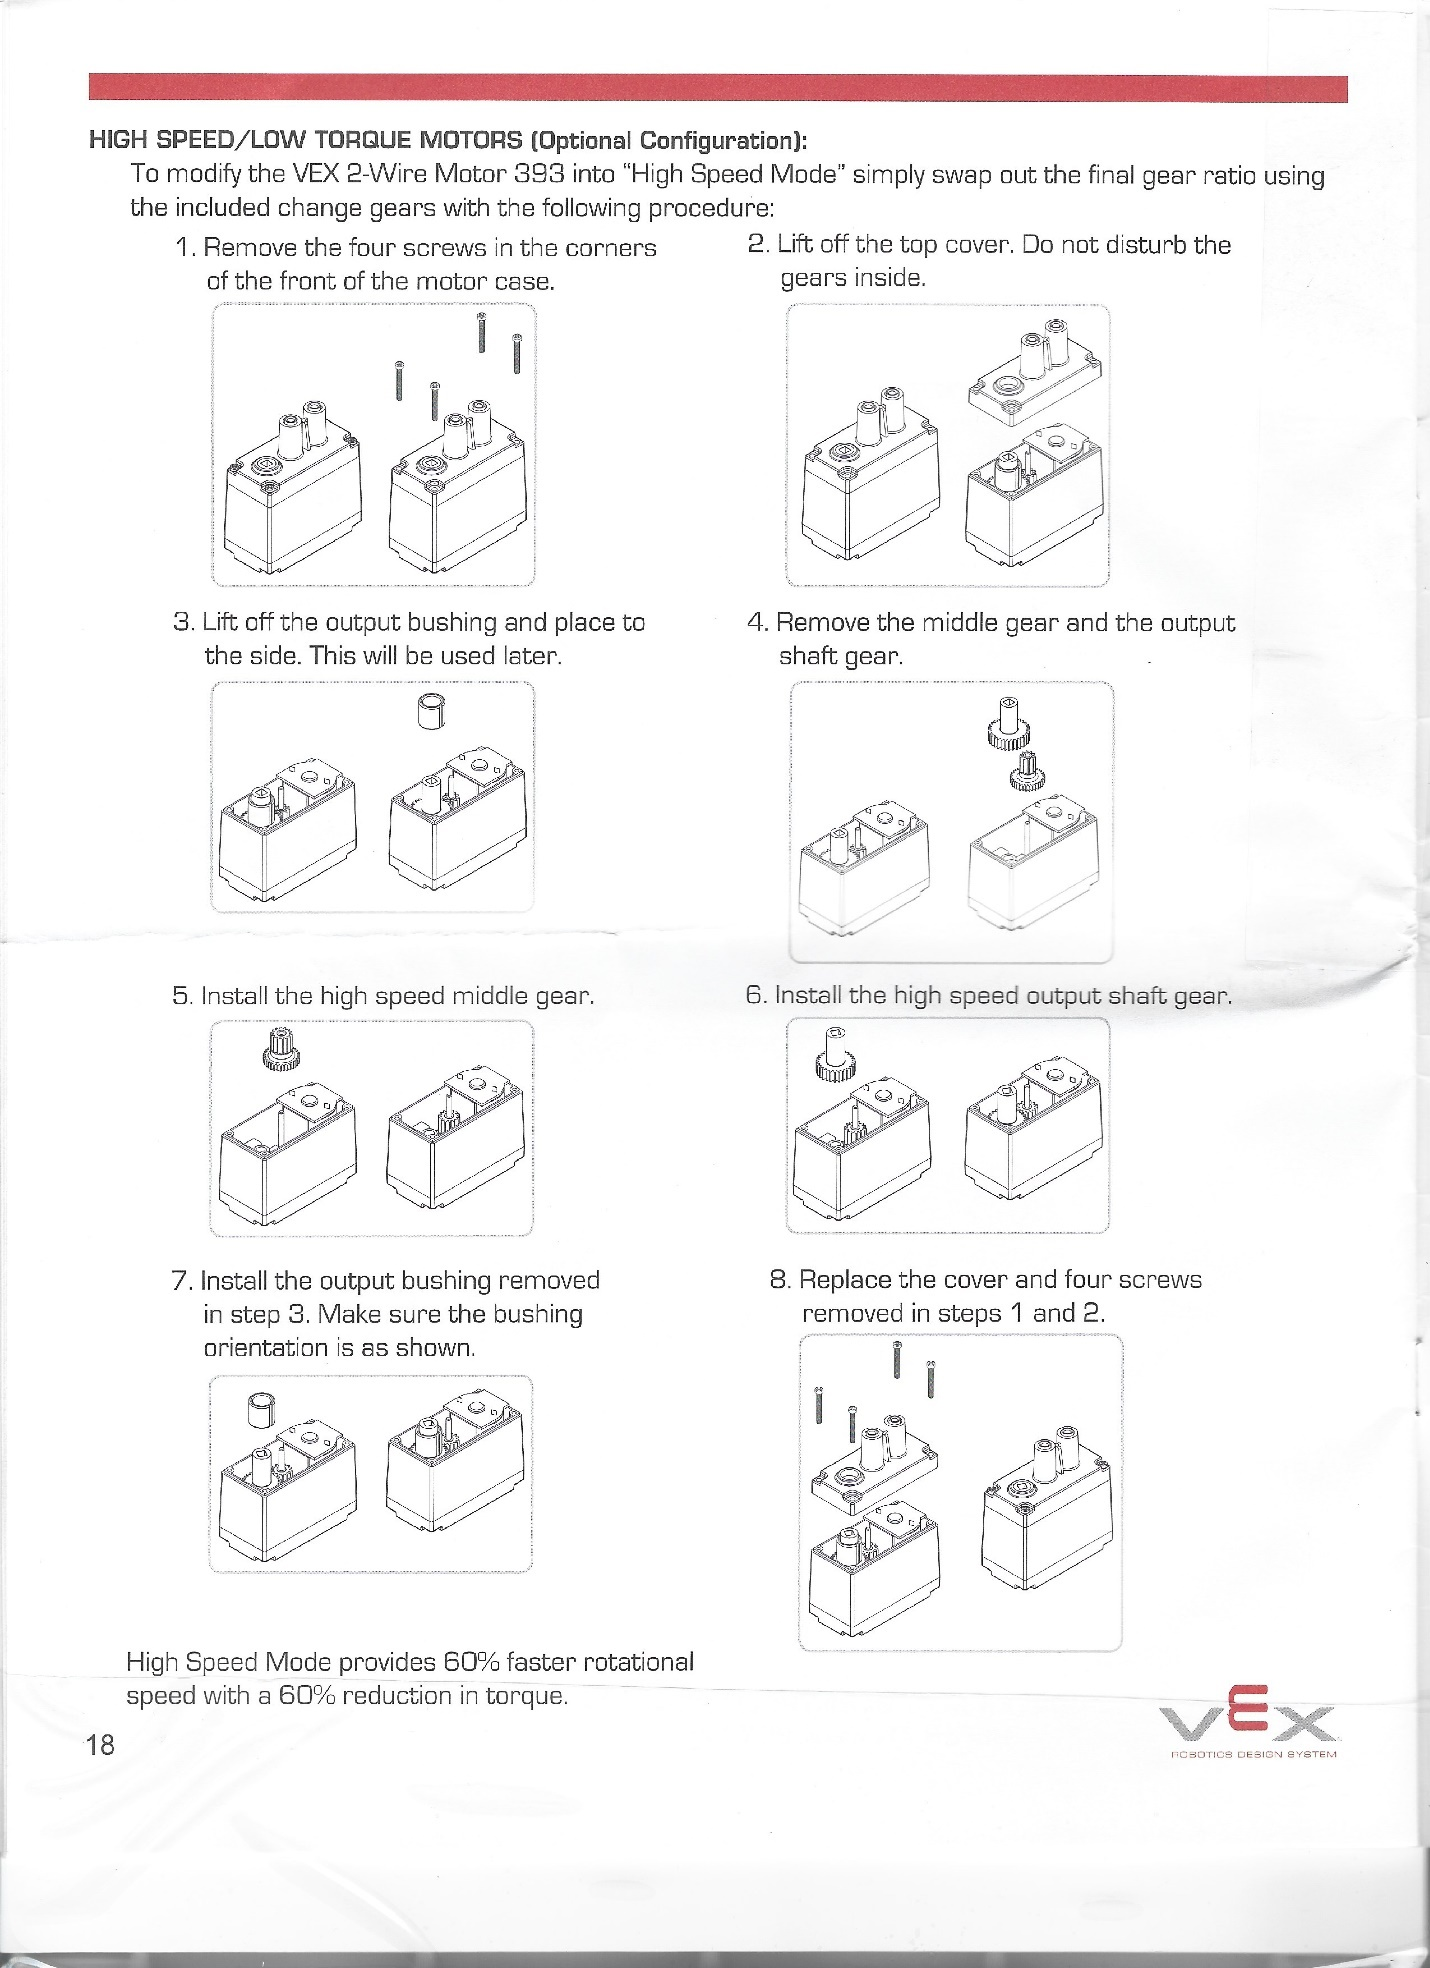 HIGH SPEED/LOW TORQUE MOTORS (Optional Configuration):
To modify the VEX 2-Wire Motor 393 into “High Speed Mode” simply swap out the final gear ratio using
the included change gears with the following procedure:
1. Remove the four screws in the corners
of the front of the motor case.
2. Lift off the top cover. Do not disturb the
gears inside.
3. Lift off the output bushing and place to
the side. This will be used later.
4. Remove the middle gear and the output
shaft gear.
5. Install the high speed middle gear.
6. Install the high speed output shaft gear.
7. Install the output bushing removed
in step 3. Make sure the bushing
orientation is as shown.
8. Replace the cover and four screws
removed in steps 1 and 2.
High Speed Mode provides 60% faster rotational
speed with a 60% reduction in torque.
18
VEX
ROBOTICS DESIGN SYSTEM